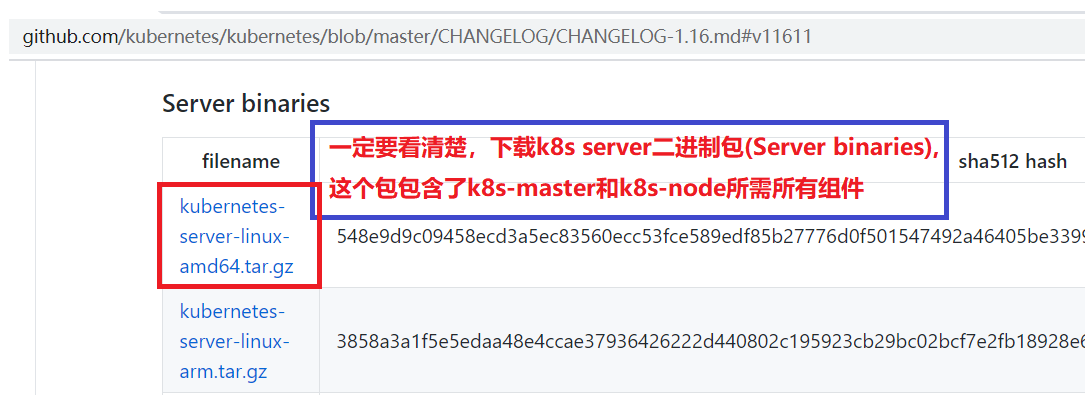 github.com/kubernetes/kubernetes/blob/master/CHANGELOG/CHANGELOG-1.16.md#v11611
Server binaries
filename
一定要看清楚，下载k8s server二进制包(Server binaries),
这个包包含了k8s-master和k8s-node所需所有组件
sha512 hash
kubernetes-
server-linux-
amd64.tar.gz
548e9d9c09458ecd3a5ec83560ecc53fce589edf85b27776d0f501547492a46405be3399
kubernetes-
server-linux-
arm.tar.gz
3858a3a1f5e5edaa48e4ccae37936426222d440802c195923cb29bc02bcf7e2fb18928e6